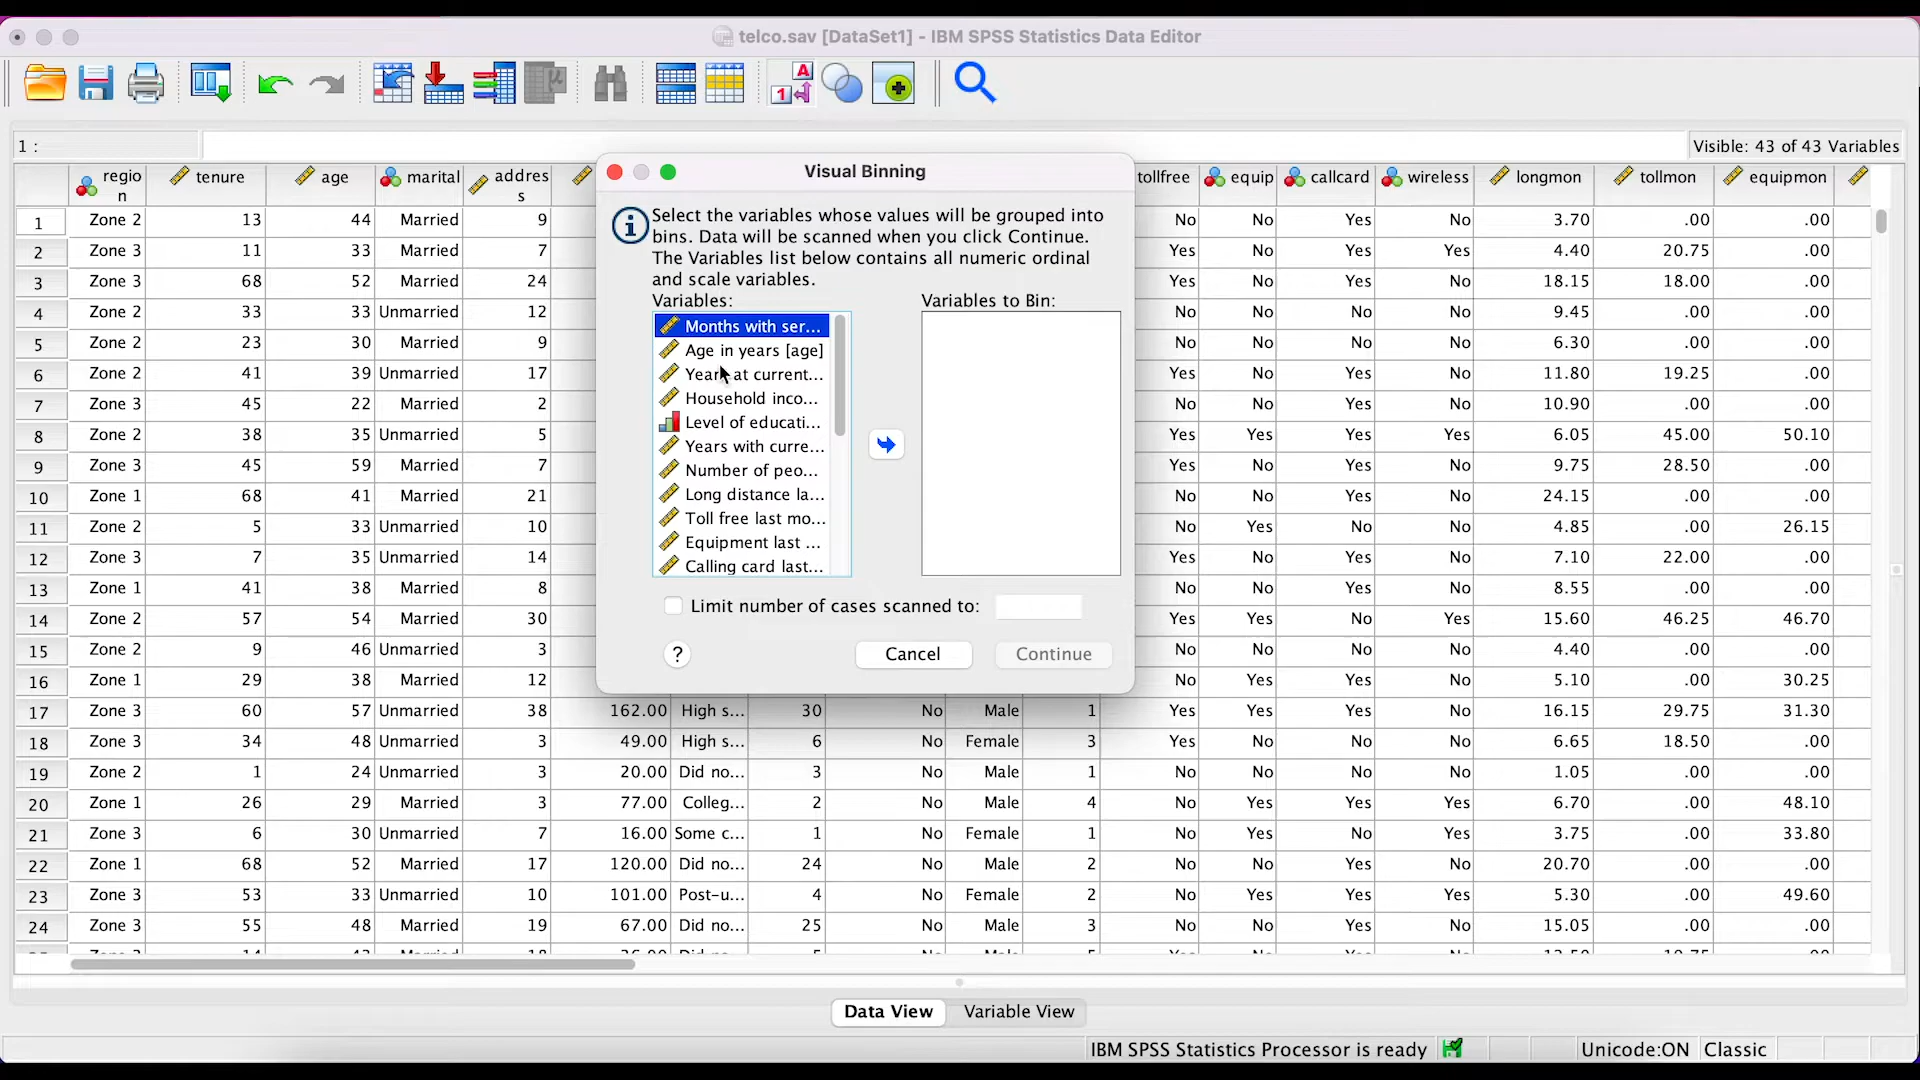 telco.sav [DataSet1] - IBM SPSS Statistics Data Editor
A
1
1 :
Visible: 43 of 43 Variables
region tenure age marital address tollfree equip callcard wireless longmon tollmon equipmon
1 Zone 2 13 44 Married 9 No No Yes No 3.70 .00 .00
2 Zone 3 11 33 Married 7 Yes No Yes Yes 4.40 20.75 .00
3 Zone 3 68 52 Married 24 Yes No Yes No 18.15 18.00 .00
4 Zone 2 33 33 Unmarried 12 No No No No 9.45 .00 .00
5 Zone 2 23 30 Married 9 No No No No 6.30 .00 .00
6 Zone 2 41 39 Unmarried 17 Yes No Yes No 11.80 19.25 .00
7 Zone 3 45 22 Married 2 No No Yes No 10.90 .00 .00
8 Zone 2 38 35 Unmarried 5 Yes Yes Yes Yes 6.05 45.00 50.10
9 Zone 3 45 59 Married 7 Yes No Yes No 9.75 28.50 .00
10 Zone 1 68 41 Married 21 No No Yes No 24.15 .00 .00
11 Zone 2 5 33 Unmarried 10 No Yes No No 4.85 .00 26.15
12 Zone 3 7 35 Unmarried 14 Yes No Yes No 7.10 22.00 .00
13 Zone 1 41 38 Married 8 No No Yes No 8.55 .00 .00
14 Zone 2 57 54 Married 30 Yes Yes No Yes 15.60 46.25 46.70
15 Zone 2 9 46 Unmarried 3 No No No No 4.40 .00 .00
16 Zone 1 29 38 Married 12 No Yes Yes No 5.10 .00 30.25
17 Zone 3 60 57 Unmarried 38 162.00 High s... 30 No Male 1 Yes Yes Yes No 16.15 29.75 31.30
18 Zone 3 34 48 Unmarried 3 49.00 High s... 6 No Female 3 Yes No No No 6.65 18.50 .00
19 Zone 2 1 24 Unmarried 3 20.00 Did no... 3 No Male 1 No No No No 1.05 .00 .00
20 Zone 1 26 29 Married 3 77.00 Colleg... 2 No Male 4 No Yes Yes Yes 6.70 .00 48.10
21 Zone 3 6 30 Unmarried 7 16.00 Some c... 1 No Female 1 No Yes No Yes 3.75 .00 33.80
22 Zone 1 68 52 Married 17 120.00 Did no... 24 No Male 2 No No Yes No 20.70 .00 .00
23 Zone 3 53 33 Unmarried 10 101.00 Post-u... 4 No Female 2 No Yes Yes Yes 5.30 .00 49.60
24 Zone 3 55 48 Married 19 67.00 Did no... 25 No Male 3 No No Yes No 15.05 .00 .00
Visual Binning
Select the variables whose values will be grouped into
bins. Data will be scanned when you click Continue.
The Variables list below contains all numeric ordinal
and scale variables.
Variables:
Variables to Bin:
Months with ser...
Age in years [age]
Years at current...
Household inco...
Level of educati...
Years with curre...
Number of peo...
Long distance la...
Toll free last mo...
Equipment last ...
Calling card last...
Limit number of cases scanned to:
?
Cancel
Continue
Data View
Variable View
IBM SPSS Statistics Processor is ready
Unicode:ON
Classic